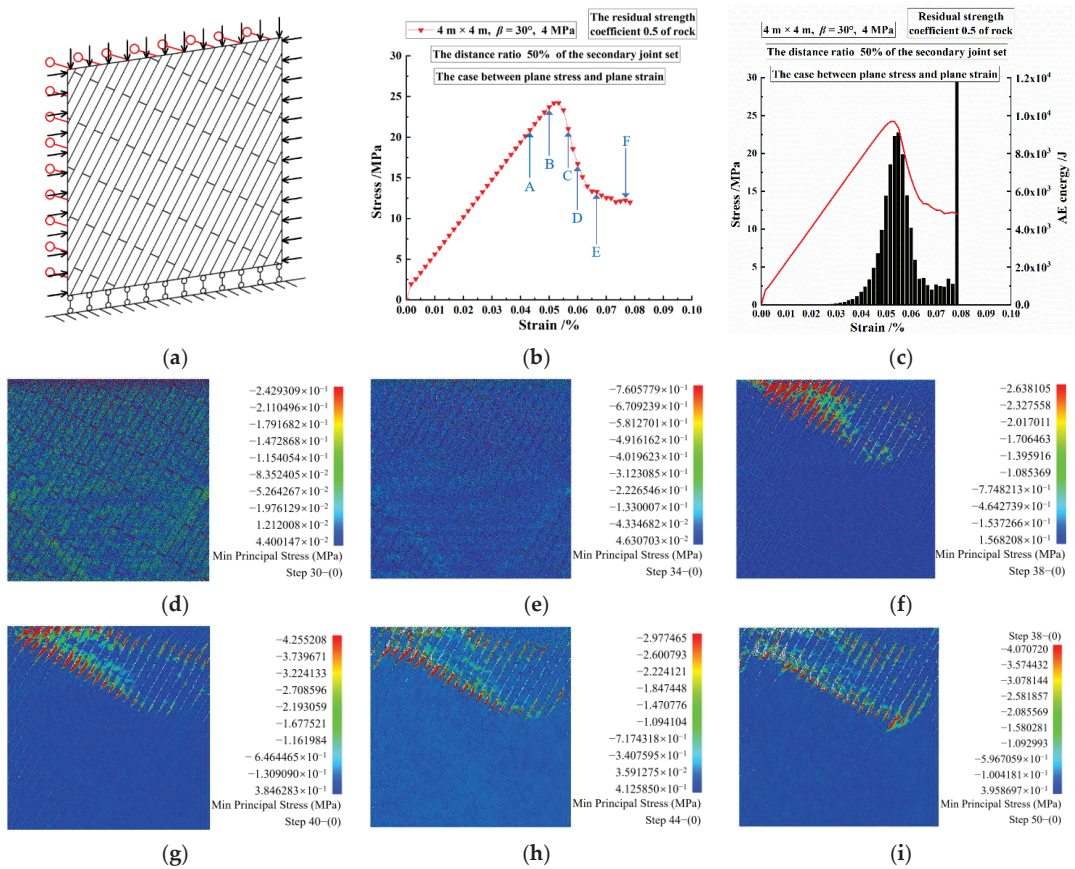 4 m × 4 m, β = 30°, 4 MPa
The residual strength
coefficient 0.5 of rock
The distance ratio 50% of the secondary joint set
The case between plane stress and plane strain
30
25
20
15
10
5
0
Stress /MPa
A
B
C
D
E
F
0.00 0.01 0.02 0.03 0.04 0.05 0.06 0.07 0.08 0.09 0.10
Strain /%
4 m × 4 m, β = 30°, 4 MPa
Residual strength
coefficient 0.5 of rock
The distance ratio 50% of the secondary joint set
The case between plane stress and plane strain
30
25
20
15
10
5
0
Stress /MPa
1.2×10⁴
1.0×10⁴
8.0×10³
6.0×10³
4.0×10³
2.0×10³
0.0
AE energy /J
0.00 0.01 0.02 0.03 0.04 0.05 0.06 0.07 0.08 0.09 0.10
Strain /%
(a)
(b)
(c)
−2.429309×10⁻¹
−2.110496×10⁻¹
−1.791682×10⁻¹
−1.472868×10⁻¹
−1.154054×10⁻¹
−8.352405×10⁻²
−5.264267×10⁻²
−1.976129×10⁻²
1.212008×10⁻²
4.400147×10⁻²
Min Principal Stress (MPa)
Step 30−(0)
−7.605779×10⁻¹
−6.709239×10⁻¹
−5.812701×10⁻¹
−4.916162×10⁻¹
−4.019623×10⁻¹
−3.123085×10⁻¹
−2.226546×10⁻¹
−1.330007×10⁻¹
−4.334682×10⁻²
4.630703×10⁻²
Min Principal Stress (MPa)
Step 34−(0)
−2.638105
−2.327558
−2.017011
−1.706463
−1.395916
−1.085369
−7.748213×10⁻¹
−4.642739×10⁻¹
−1.537266×10⁻¹
1.568208×10⁻¹
Min Principal Stress (MPa)
Step 38−(0)
(d)
(e)
(f)
−4.255208
−3.739671
−3.224133
−2.708596
−2.193059
−1.677521
−1.161984
−6.464465×10⁻¹
−1.309090×10⁻¹
3.846283×10⁻¹
Min Principal Stress (MPa)
Step 40−(0)
−2.977465
−2.600793
−2.224121
−1.847448
−1.470776
−1.094104
−7.174318×10⁻¹
−3.407595×10⁻¹
3.591275×10⁻²
4.125850×10⁻¹
Min Principal Stress (MPa)
Step 44−(0)
Step 38−(0)
−4.070720
−3.574432
−3.078144
−2.581857
−2.085569
−1.580281
−1.092993
−5.967059×10⁻¹
−1.004181×10⁻¹
3.958697×10⁻¹
Min Principal Stress (MPa)
Step 50−(0)
(g)
(h)
(i)